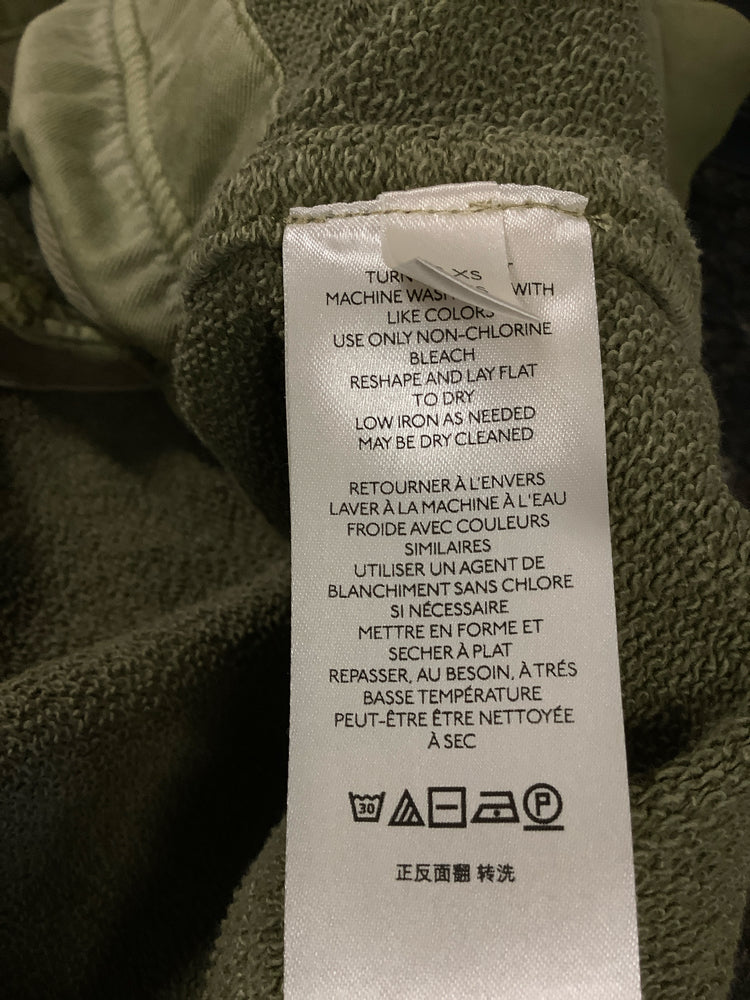 XS
TURN
MACHINE WASH WITH
LIKE COLORS
USE ONLY NON-CHLORINE
BLEACH
RESHAPE AND LAY FLAT
TO DRY
LOW IRON AS NEEDED
MAY BE DRY CLEANED
RETOURNER À L'ENVERS
LAVER À LA MACHINE À L'EAU
FROIDE AVEC COULEURS
SIMILAIRES
UTILISER UN AGENT DE
BLANCHIMENT SANS CHLORE
SI NÉCESSAIRE
METTRE EN FORME ET
SECHER À PLAT
REPASSER, AU BESOIN, À TRÉS
BASSE TEMPÉRATURE
PEUT-ÊTRE ÊTRE NETTOYÉE
À SEC
30 P
正反面翻 转洗